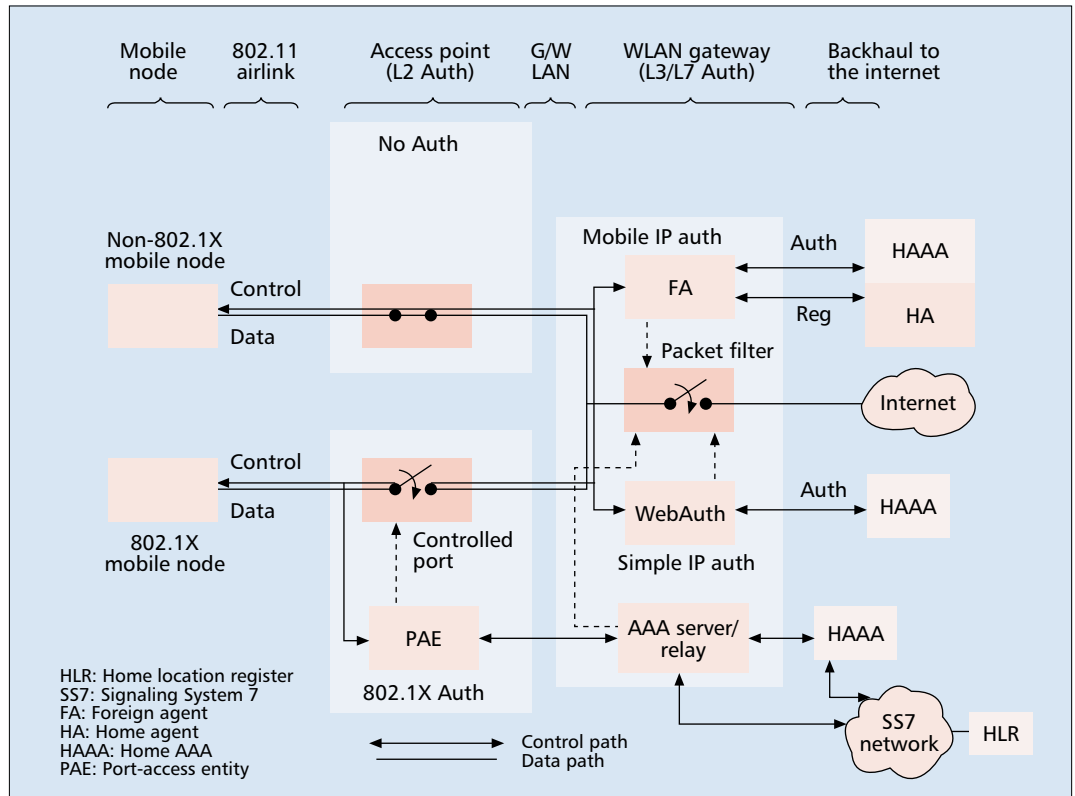 Mobile
node
802.11
airlink
Access point
(L2 Auth)
G/W
LAN
WLAN gateway
(L3/L7 Auth)
Backhaul to
the internet
No Auth
Non-802.1X
mobile node
Control
Data
Mobile IP auth
FA
Auth
Reg
HAAA
HA
Packet filter
Internet
Control
Data
802.1X
mobile node
Controlled
port
WebAuth
Simple IP auth
Auth
HAAA
PAE
802.1X Auth
AAA server/
relay
HAAA
SS7
network
HLR
HLR: Home location register
SS7: Signaling System 7
FA: Foreign agent
HA: Home agent
HAAA: Home AAA
PAE: Port-access entity
Control path
Data path